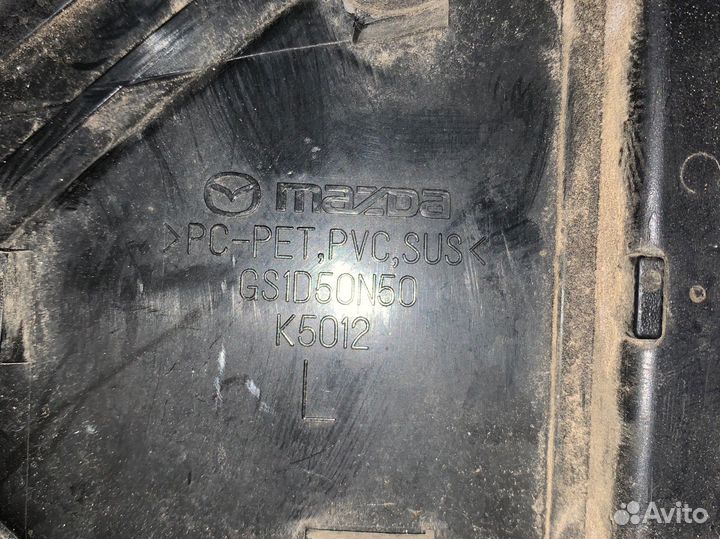 mazda
>PC-PET,PVC,SUS<
GS1D50N50
K5012
L
Avito